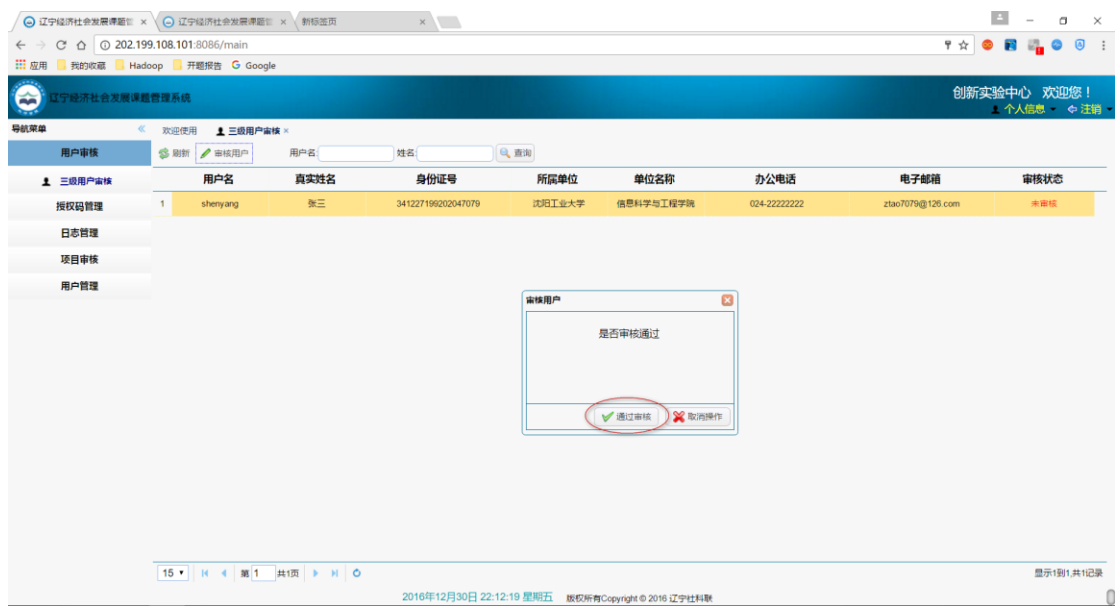 辽宁经济社会发展课题管 × 辽宁经济社会发展课题管 × 新标签页 ×
202.199.108.101:8086/main
应用 我的收藏 Hadoop 开题报告 G Google
辽宁经济社会发展课题管理系统
创新实验中心 欢迎您！
个人信息 注销
导航菜单 欢迎使用 三级用户审核 ×
用户审核 刷新 审核用户 用户名: 姓名: 查询
三级用户审核 用户名 真实姓名 身份证号 所属单位 单位名称 办公电话 电子邮箱 审核状态
授权码管理 1 shenyang 张三 341227199202047079 沈阳工业大学 信息科学与工程学院 024-22222222 ztao7079@126.com 未审核
日志管理
项目审核
用户管理
审核用户
是否审核通过
通过审核 取消操作
15 第 1 共1页 显示1到1,共1记录
2016年12月30日 22:12:19 星期五 版权所有Copyright © 2016 辽宁社科联